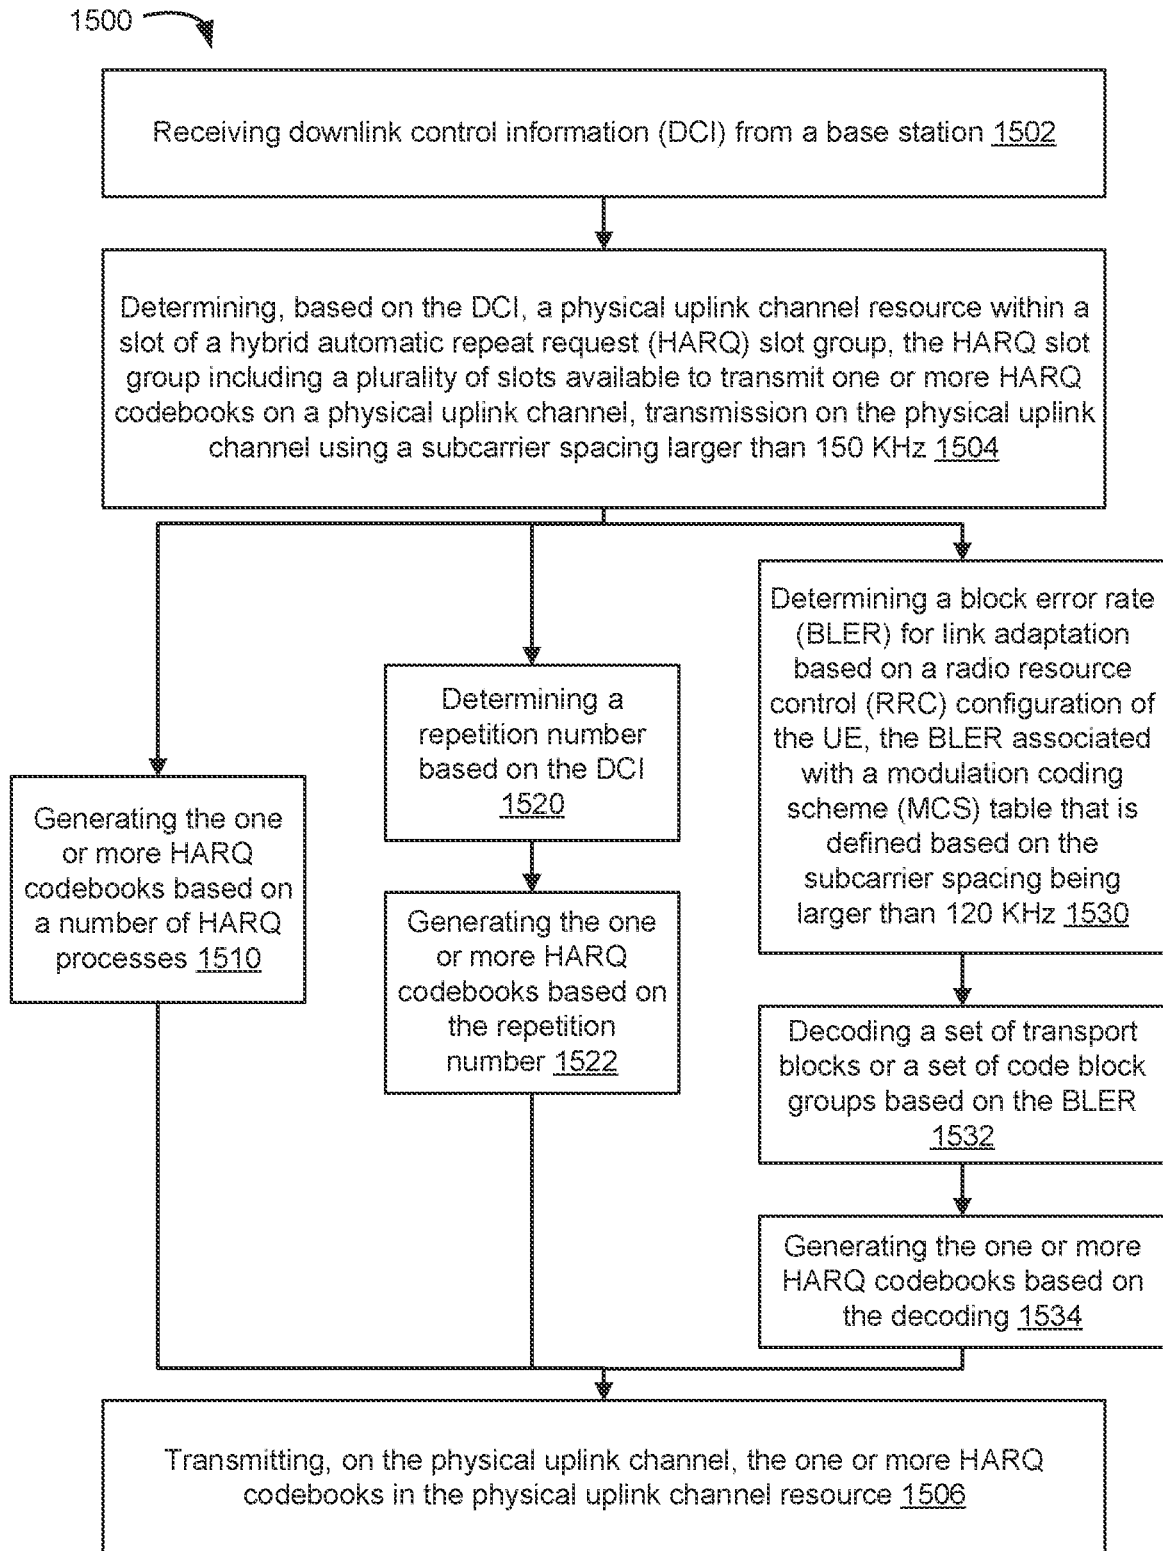 1500
Receiving downlink control information (DCI) from a base station 1502
Determining, based on the DCI, a physical uplink channel resource within a
slot of a hybrid automatic repeat request (HARQ) slot group, the HARQ slot
group including a plurality of slots available to transmit one or more HARQ
codebooks on a physical uplink channel, transmission on the physical uplink
channel using a subcarrier spacing larger than 150 KHz 1504
Generating the one
or more HARQ
codebooks based on
a number of HARQ
processes 1510
Determining a
repetition number
based on the DCI
1520
Generating the one
or more HARQ
codebooks based on
the repetition
number 1522
Determining a block error rate
(BLER) for link adaptation
based on a radio resource
control (RRC) configuration of
the UE, the BLER associated
with a modulation coding
scheme (MCS) table that is
defined based on the
subcarrier spacing being
larger than 120 KHz 1530
Decoding a set of transport
blocks or a set of code block
groups based on the BLER
1532
Generating the one or more
HARQ codebooks based on
the decoding 1534
Transmitting, on the physical uplink channel, the one or more HARQ
codebooks in the physical uplink channel resource 1506